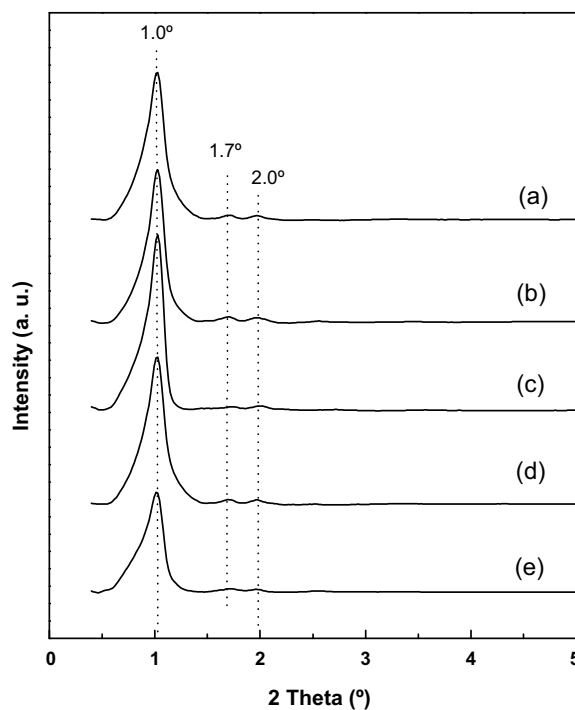 1.0º
1.7º
2.0º
(a)
(b)
(c)
(d)
(e)
Intensity (a. u.)
0 1 2 3 4 5
2 Theta (º)